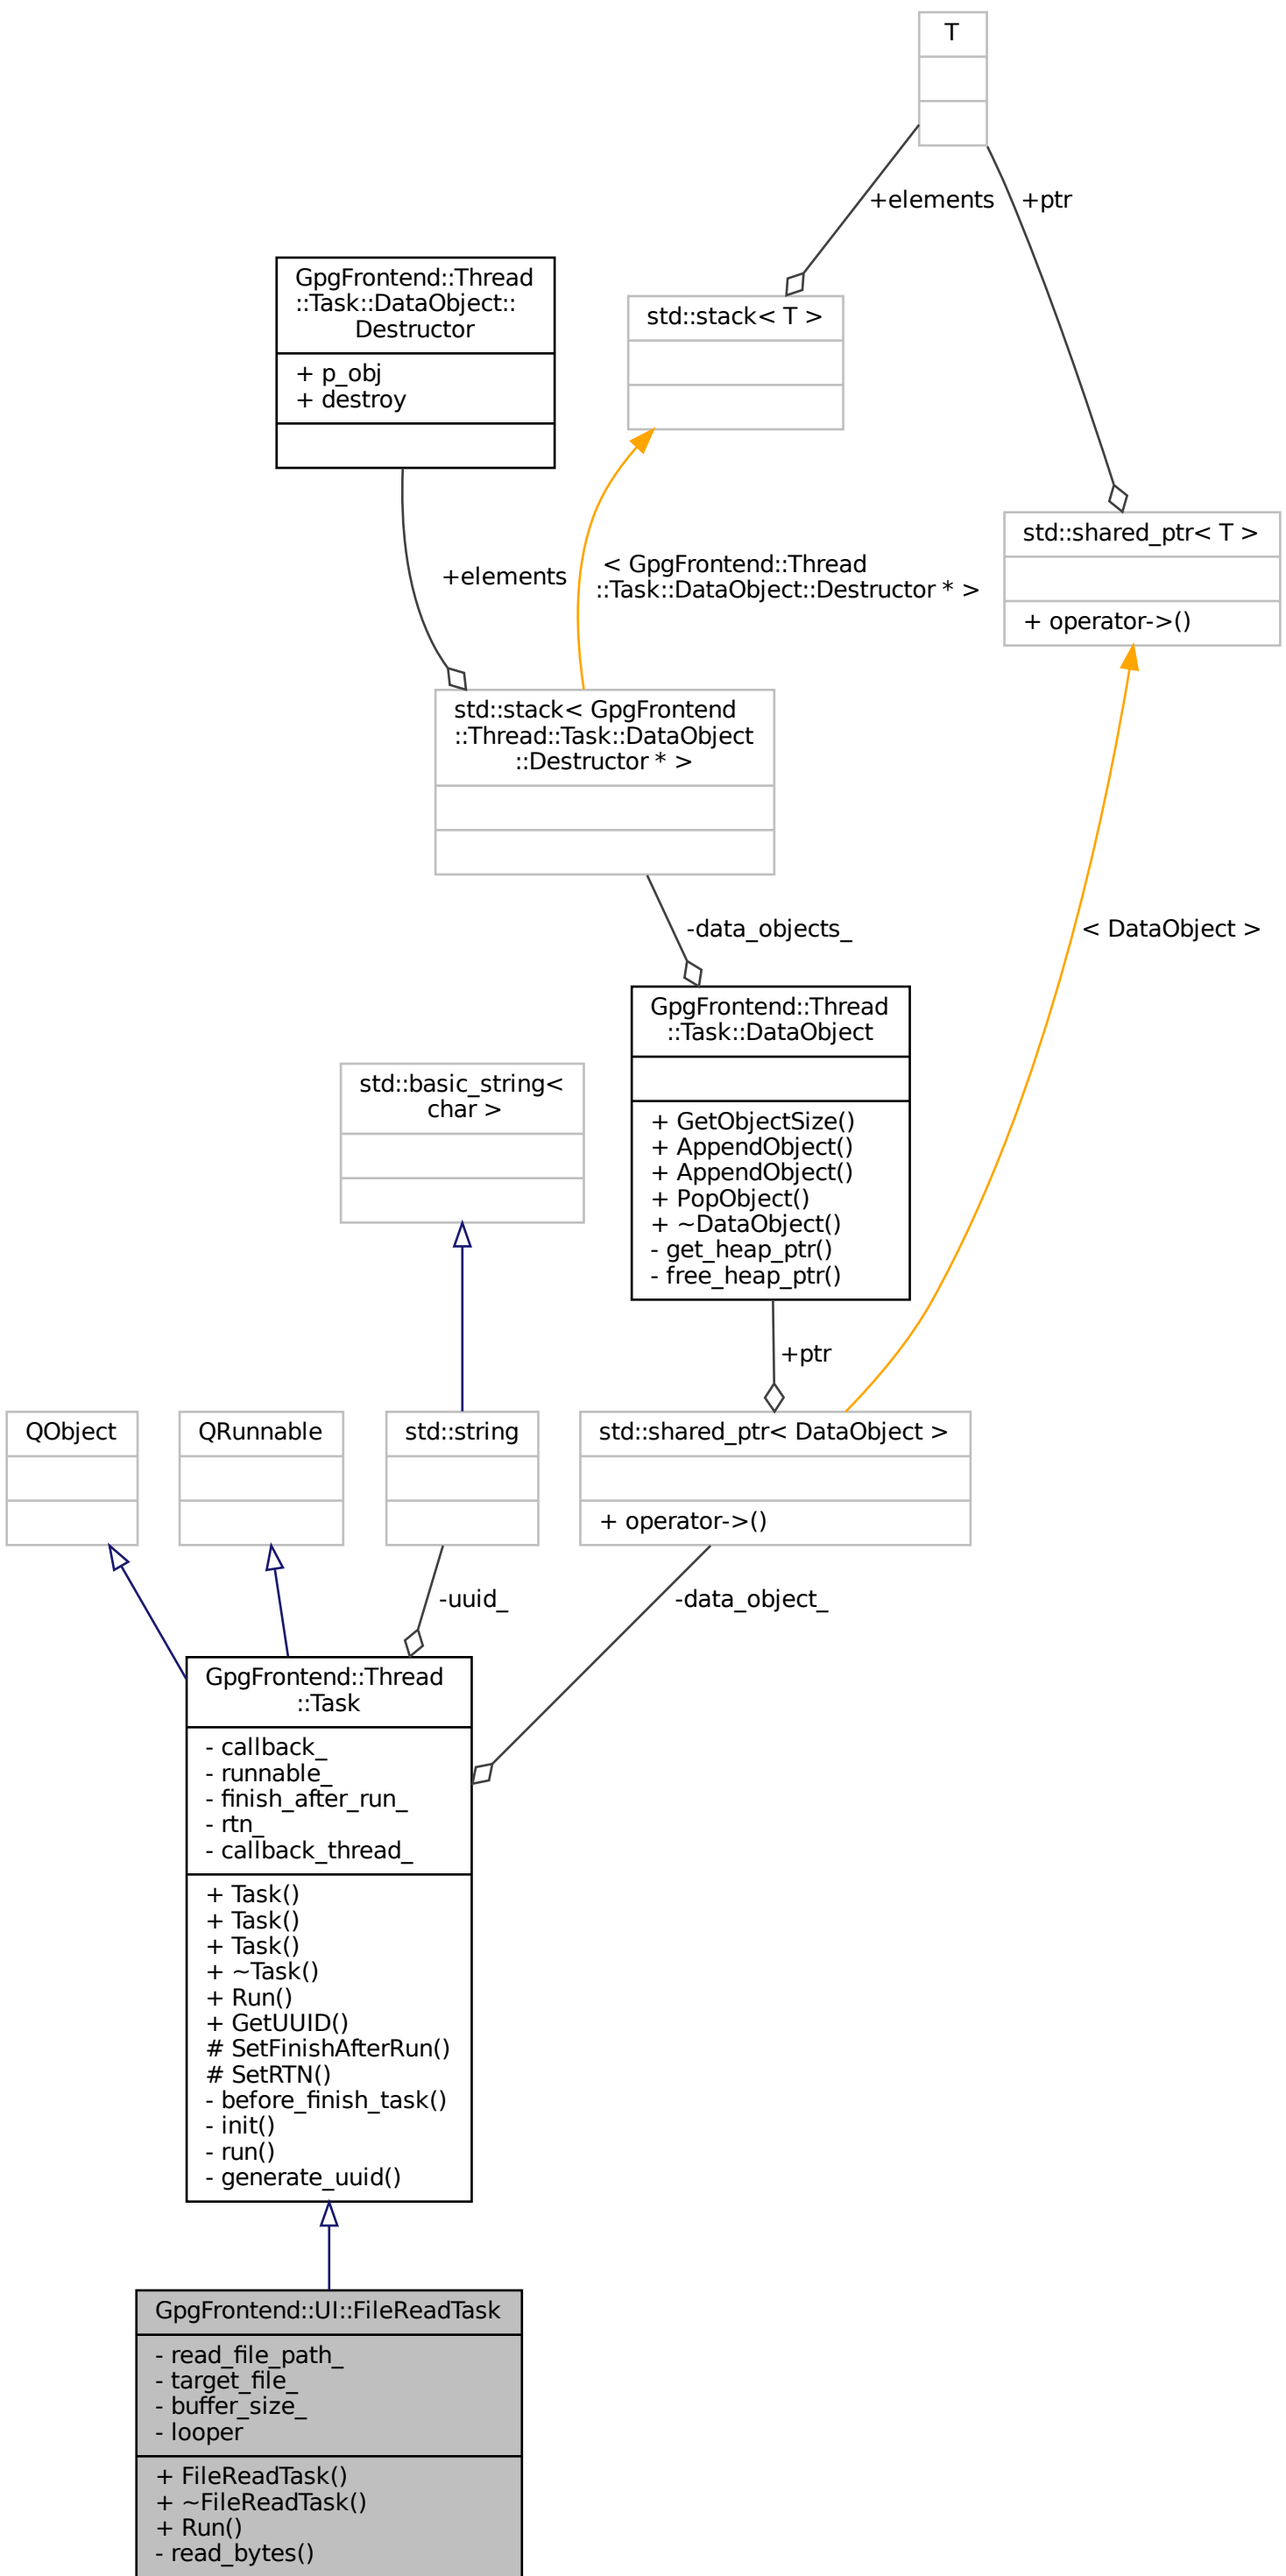 T
+elements
+ptr
GpgFrontend::Thread
::Task::DataObject::
Destructor
+ p_obj
+ destroy
std::stack< T >
std::shared_ptr< T >
+ operator->()
+elements
< GpgFrontend::Thread
::Task::DataObject::Destructor * >
std::stack< GpgFrontend
::Thread::Task::DataObject
::Destructor * >
-data_objects_
< DataObject >
GpgFrontend::Thread
::Task::DataObject
+ GetObjectSize()
+ AppendObject()
+ AppendObject()
+ PopObject()
+ ~DataObject()
- get_heap_ptr()
- free_heap_ptr()
std::basic_string<
char >
+ptr
QObject
QRunnable
std::string
std::shared_ptr< DataObject >
+ operator->()
-uuid_
-data_object_
GpgFrontend::Thread
::Task
- callback_
- runnable_
- finish_after_run_
- rtn_
- callback_thread_
+ Task()
+ Task()
+ Task()
+ ~Task()
+ Run()
+ GetUUID()
# SetFinishAfterRun()
# SetRTN()
- before_finish_task()
- init()
- run()
- generate_uuid()
GpgFrontend::UI::FileReadTask
- read_file_path_
- target_file_
- buffer_size_
- looper
+ FileReadTask()
+ ~FileReadTask()
+ Run()
- read_bytes()